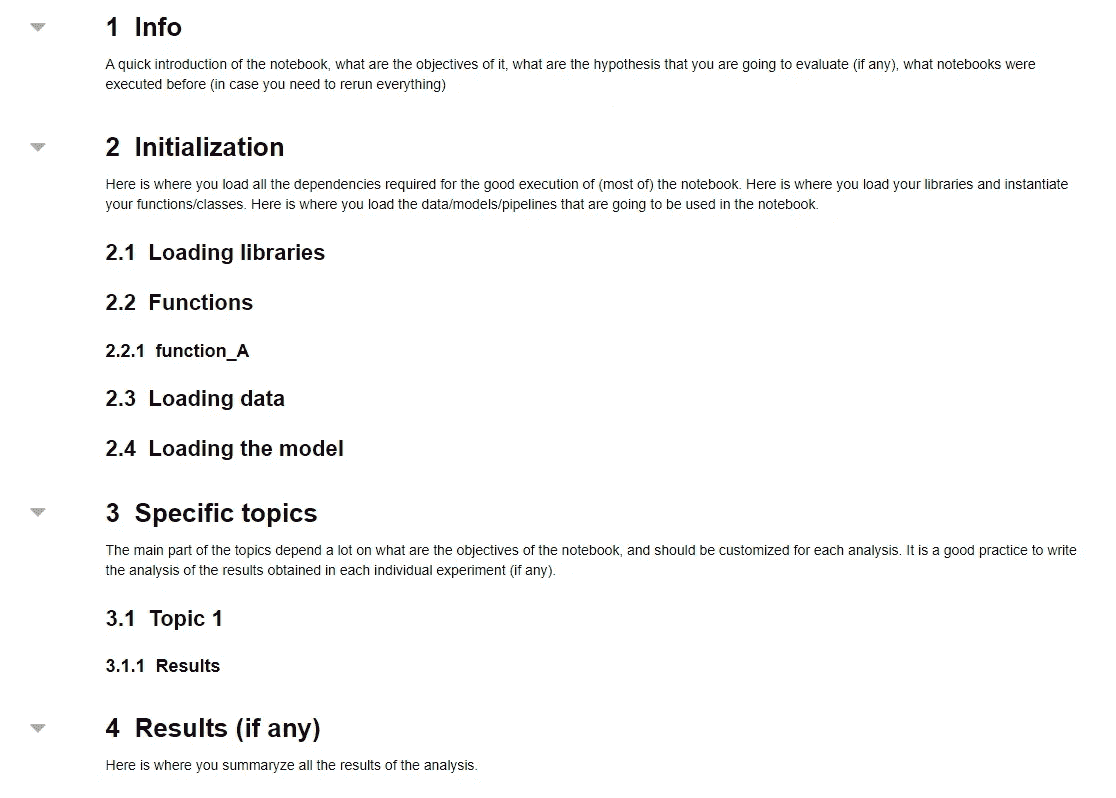 1 Info
A quick introduction of the notebook, what are the objectives of it, what are the hypothesis that you are going to evaluate (if any), what notebooks were
executed before (in case you need to rerun everything)
2 Initialization
Here is where you load all the dependencies required for the good execution of (most of) the notebook. Here is where you load your libraries and instantiate
your functions/classes. Here is where you load the data/models/pipelines that are going to be used in the notebook.
2.1 Loading libraries
2.2 Functions
2.2.1 function_A
2.3 Loading data
2.4 Loading the model
3 Specific topics
The main part of the topics depend a lot on what are the objectives of the notebook, and should be customized for each analysis. It is a good practice to write
the analysis of the results obtained in each individual experiment (if any).
3.1 Topic 1
3.1.1 Results
4 Results (if any)
Here is where you summaryze all the results of the analysis.